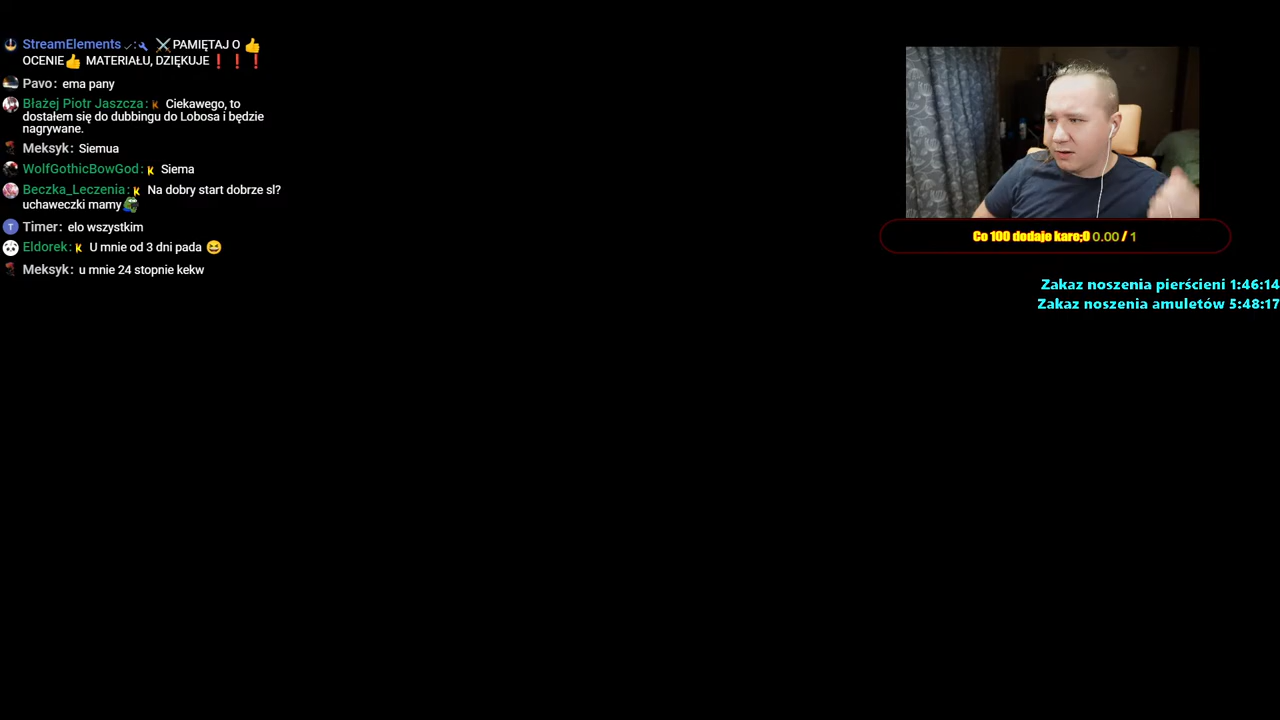 StreamElements PAMIĘTAJ O
OCENIE MATERIAŁU, DZIĘKUJE❗❗❗
Pavo: ema pany
Błażej Piotr Jaszcza: K Ciekawego, to
dostałem się do dubbingu do Lobosa i będzie
nagrywane.
Meksyk: Siemua
WolfGothicBowGod: K Siema
Beczka_Leczenia: K Na dobry start dobrze sl?
uchaweczki mamy
T Timer: elo wszystkim
Eldorek: K U mnie od 3 dni pada
Meksyk: u mnie 24 stopnie kekw
Co 100 dodaje kare;0 0.00 / 1
Zakaz noszenia pierścieni 1:46:14
Zakaz noszenia amuletów 5:48:17